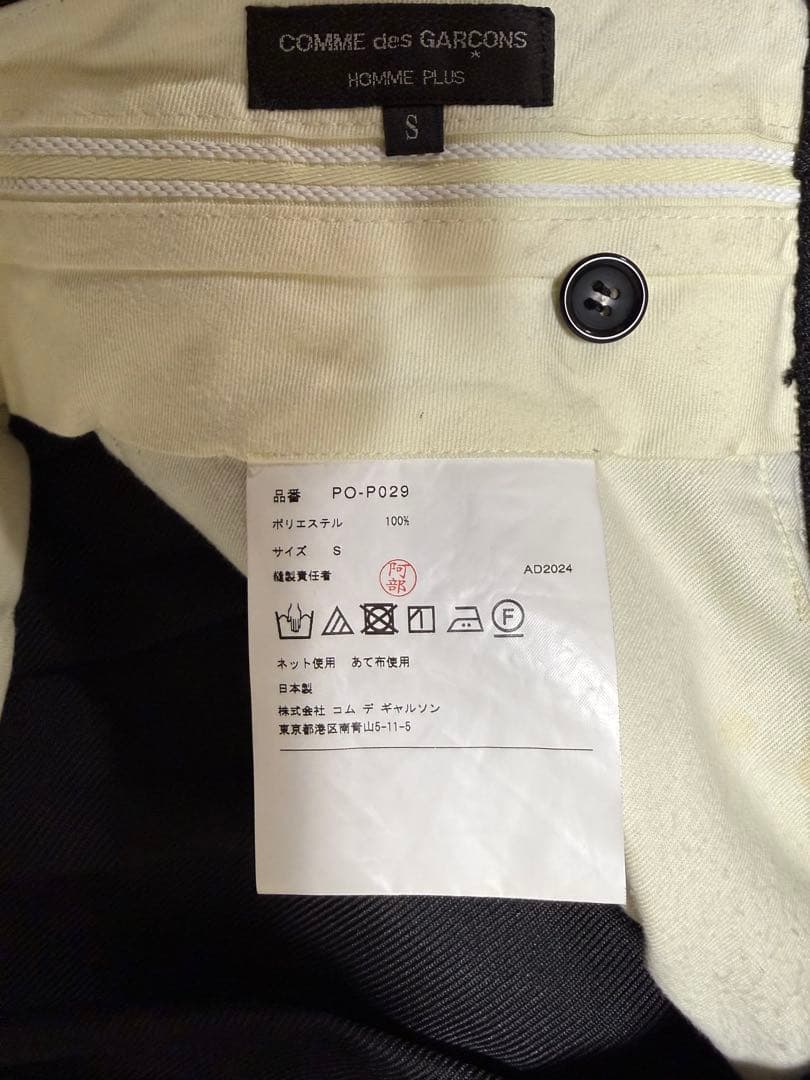 COMME des GARÇONS
*
HOMME PLUS
S
品番 PO-P029
ポリエステル 100%
サイズ S
縫製責任者 阿部 AD2024
ネット使用 あて布使用
日本製
株式会社 コム デ ギャルソン
東京都港区南青山5-11-5